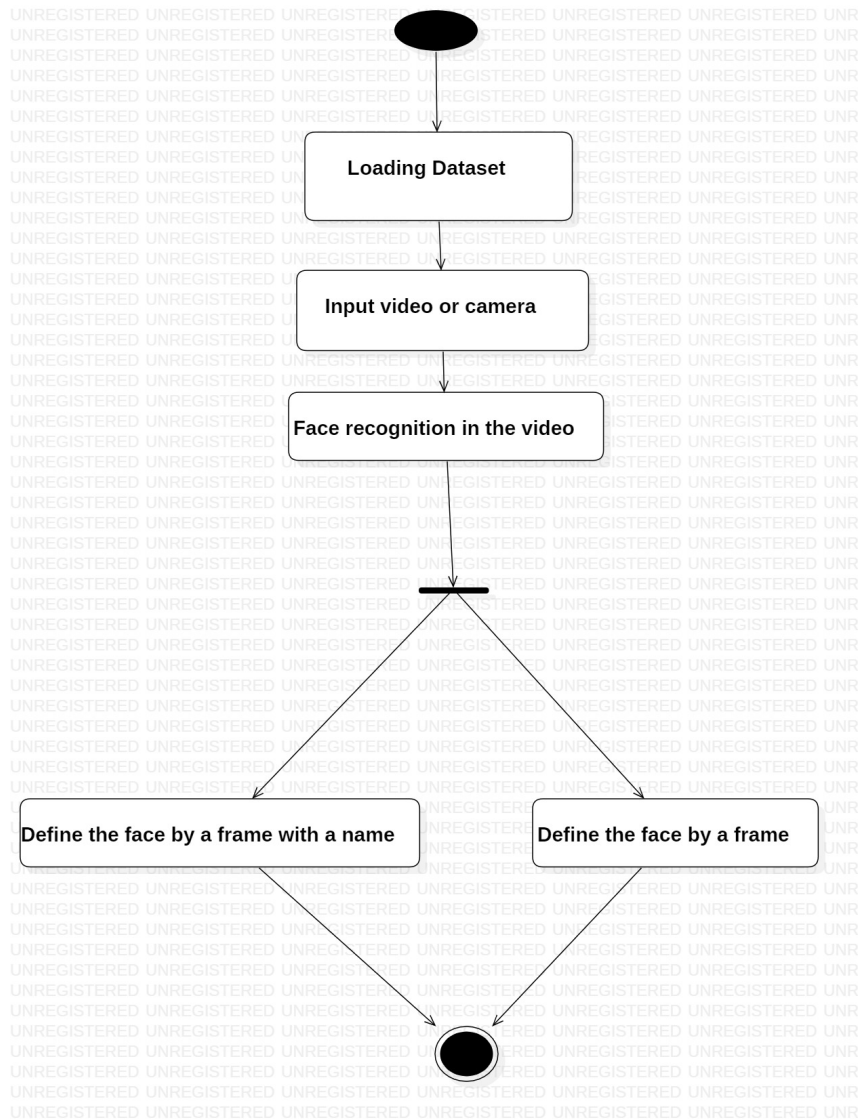 Loading Dataset
Input video or camera
Face recognition in the video
Define the face by a frame with a name
Define the face by a frame
UNREGISTERED